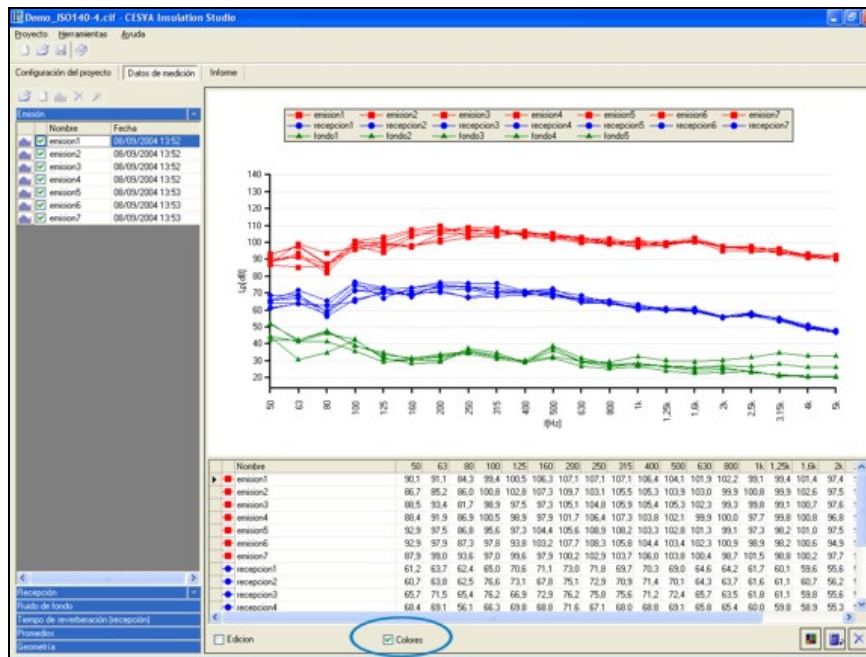 Demo_ISO140-4.cif - CESVA Insulation Studio
Proyecto Herramientas Ayuda
Configuración del proyecto Datos de medición Informe
Emisión
Nombre Fecha
emision1 08/09/2004 13:52
emision2 08/09/2004 13:52
emision3 08/09/2004 13:52
emision4 08/09/2004 13:52
emision5 08/09/2004 13:53
emision6 08/09/2004 13:53
emision7 08/09/2004 13:53
Recepción
Ruido de fondo
Tiempo de reverberación (recepción)
Promedios
Geometría
emision1 emision2 emision3 emision4 emision5 emision6 emision7
recepcion1 recepcion2 recepcion3 recepcion4 recepcion5 recepcion6 recepcion7
fondo1 fondo2 fondo3 fondo4 fondo5
Lp[dB]
140
120
100
90
80
70
60
50
40
30
20
50 63 80 100 125 160 200 250 315 400 500 630 800 1k 1,25k 1,6k 2k 2,5k 3,15k 4k 5k
f[Hz]
Nombre 50 63 80 100 125 160 200 250 315 400 500 630 800 1k 1,25k 1,6k 2k
emision1 90,1 91,1 84,3 99,4 100,5 106,3 107,1 107,1 107,1 106,4 104,1 101,9 102,2 99,1 99,4 101,4 97,4
emision2 86,7 85,2 86,0 100,8 102,8 107,3 109,7 103,1 105,5 105,3 103,9 103,0 99,9 100,8 99,9 102,6 97,5
emision3 88,5 93,4 81,7 98,9 97,5 97,3 105,1 104,8 105,9 105,4 105,3 102,3 99,3 99,8 99,1 100,7 97,6
emision4 88,4 91,9 86,9 100,5 98,9 97,9 101,7 106,4 107,3 103,8 102,1 99,9 100,0 97,7 99,8 100,8 96,8
emision5 92,9 97,5 86,8 95,6 97,3 104,4 105,6 108,9 108,2 103,3 102,8 101,3 99,1 97,3 98,2 101,0 97,5
emision6 92,9 97,9 87,3 97,8 93,8 103,2 107,7 108,3 105,8 104,4 103,4 102,3 100,9 98,9 98,2 100,6 94,9
emision7 87,9 99,0 93,6 97,0 99,6 97,9 100,2 102,9 103,7 106,0 103,8 100,4 98,7 101,5 98,8 100,2 97,7
recepcion1 61,2 63,7 62,4 65,0 70,6 71,1 73,0 71,8 69,7 70,3 69,0 64,6 64,2 61,7 60,1 59,6 55,6
recepcion2 60,7 63,8 62,5 76,6 73,1 67,8 75,1 72,9 70,9 71,4 70,1 64,3 63,7 61,6 61,1 60,7 56,2
recepcion3 65,7 71,5 65,4 76,2 66,9 72,9 76,2 75,8 75,6 71,2 72,4 65,7 63,5 61,8 61,1 59,8 55,6
recepcion4 68,4 69,1 56,1 66,3 69,8 68,8 71,6 67,1 68,0 68,8 69,1 65,8 65,4 60,0 59,8 58,9 55,3
Edicion Colores